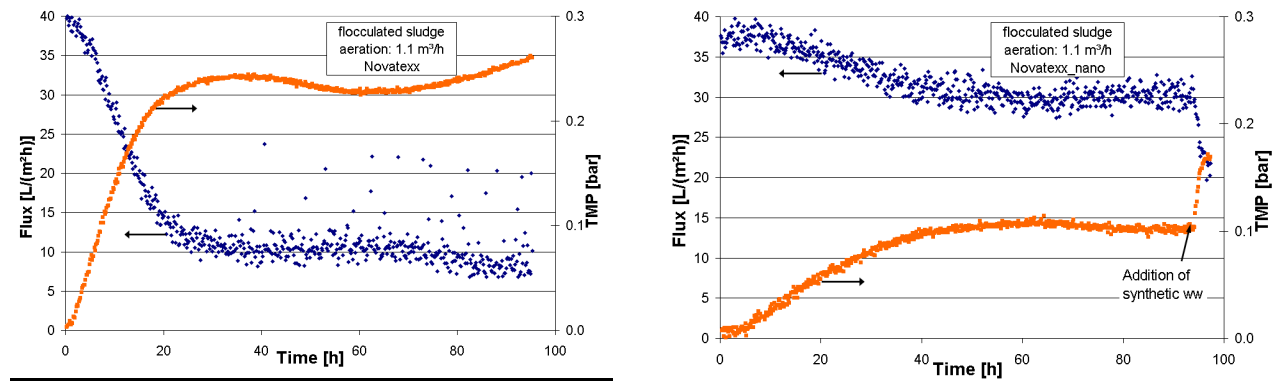 flocculated sludge
aeration: 1.1 m³/h
Novatexx
Flux [L/(m²h)]
40
35
30
25
20
15
10
5
0
0.3
0.2
0.1
0.0
TMP [bar]
0 20 40 60 80 100
Time [h]
flocculated sludge
aeration: 1.1 m³/h
Novatexx_nano
Flux [L/(m²h)]
40
35
30
25
20
15
10
5
0
0.3
0.2
0.1
0.0
TMP [bar]
Addition of
synthetic ww
0 20 40 60 80 100
Time [h]